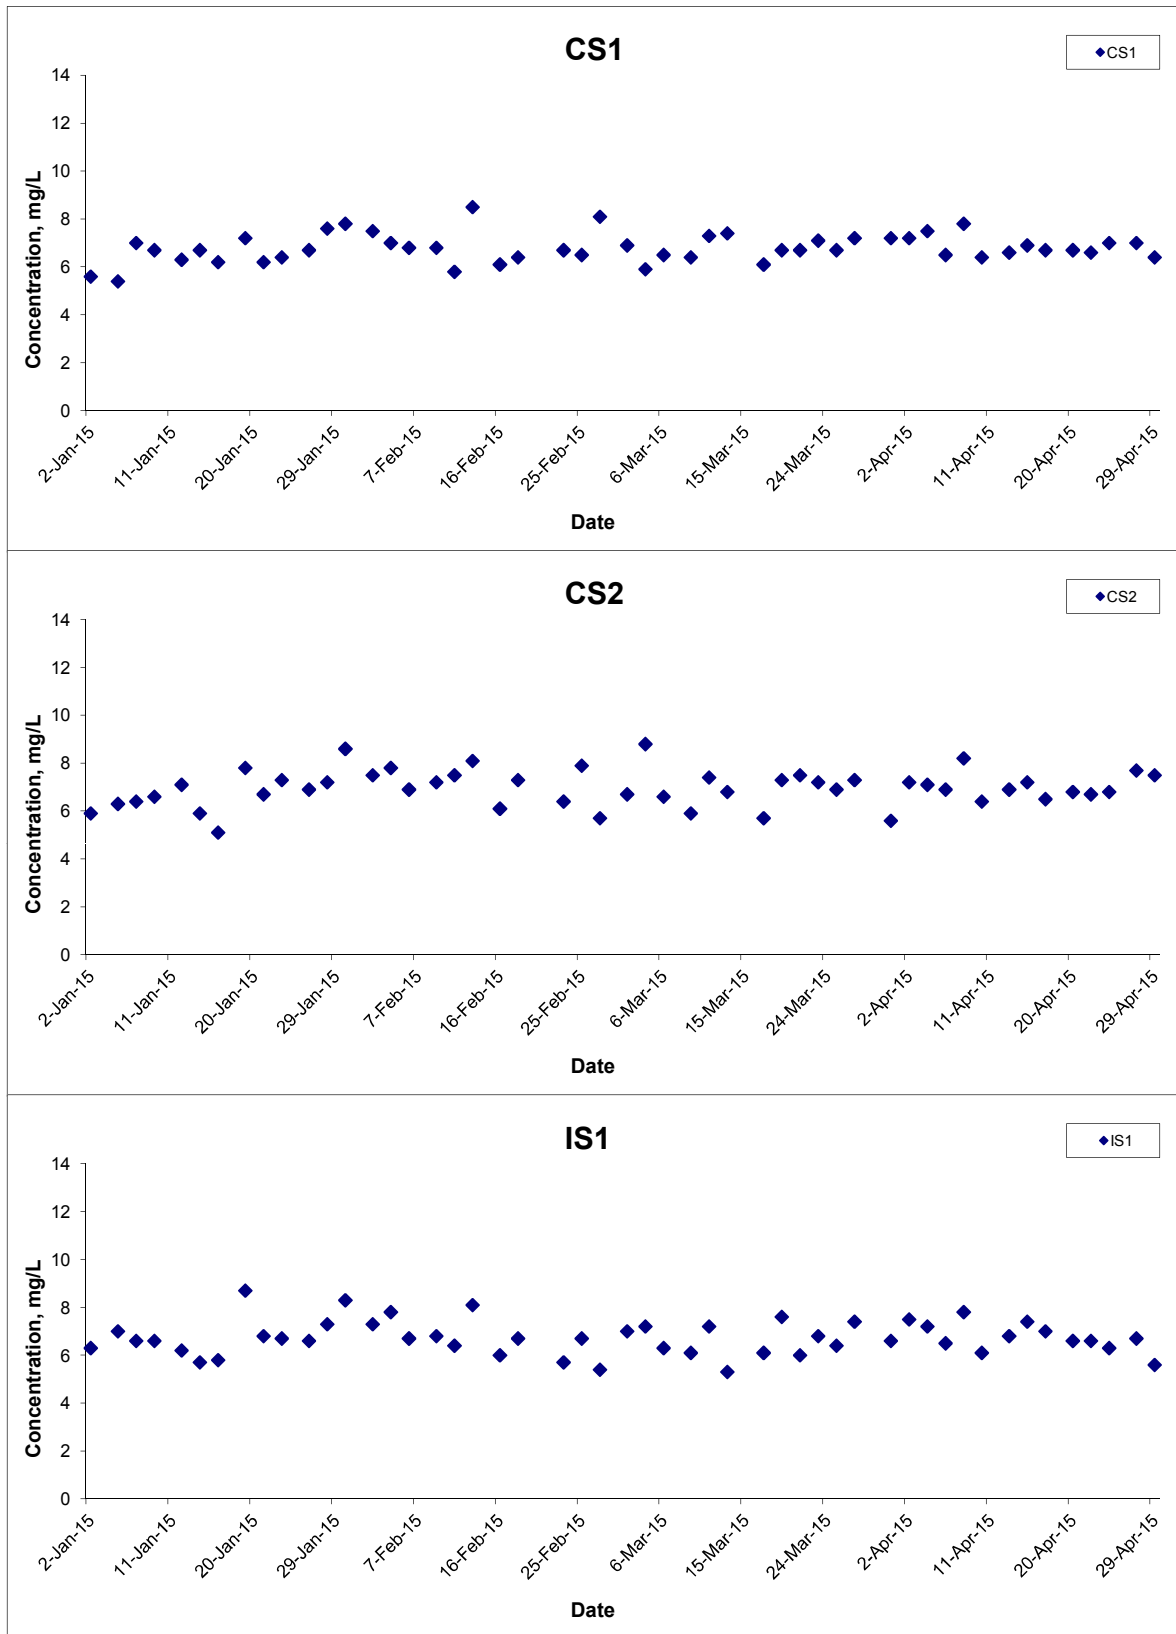 CS1
CS1
14
12
10
8
6
4
2
0
Concentration, mg/L
2-Jan-15
11-Jan-15
20-Jan-15
29-Jan-15
7-Feb-15
16-Feb-15
25-Feb-15
6-Mar-15
15-Mar-15
24-Mar-15
2-Apr-15
11-Apr-15
20-Apr-15
29-Apr-15
Date
CS2
CS2
14
12
10
8
6
4
2
0
Concentration, mg/L
2-Jan-15
11-Jan-15
20-Jan-15
29-Jan-15
7-Feb-15
16-Feb-15
25-Feb-15
6-Mar-15
15-Mar-15
24-Mar-15
2-Apr-15
11-Apr-15
20-Apr-15
29-Apr-15
Date
IS1
IS1
14
12
10
8
6
4
2
0
Concentration, mg/L
2-Jan-15
11-Jan-15
20-Jan-15
29-Jan-15
7-Feb-15
16-Feb-15
25-Feb-15
6-Mar-15
15-Mar-15
24-Mar-15
2-Apr-15
11-Apr-15
20-Apr-15
29-Apr-15
Date